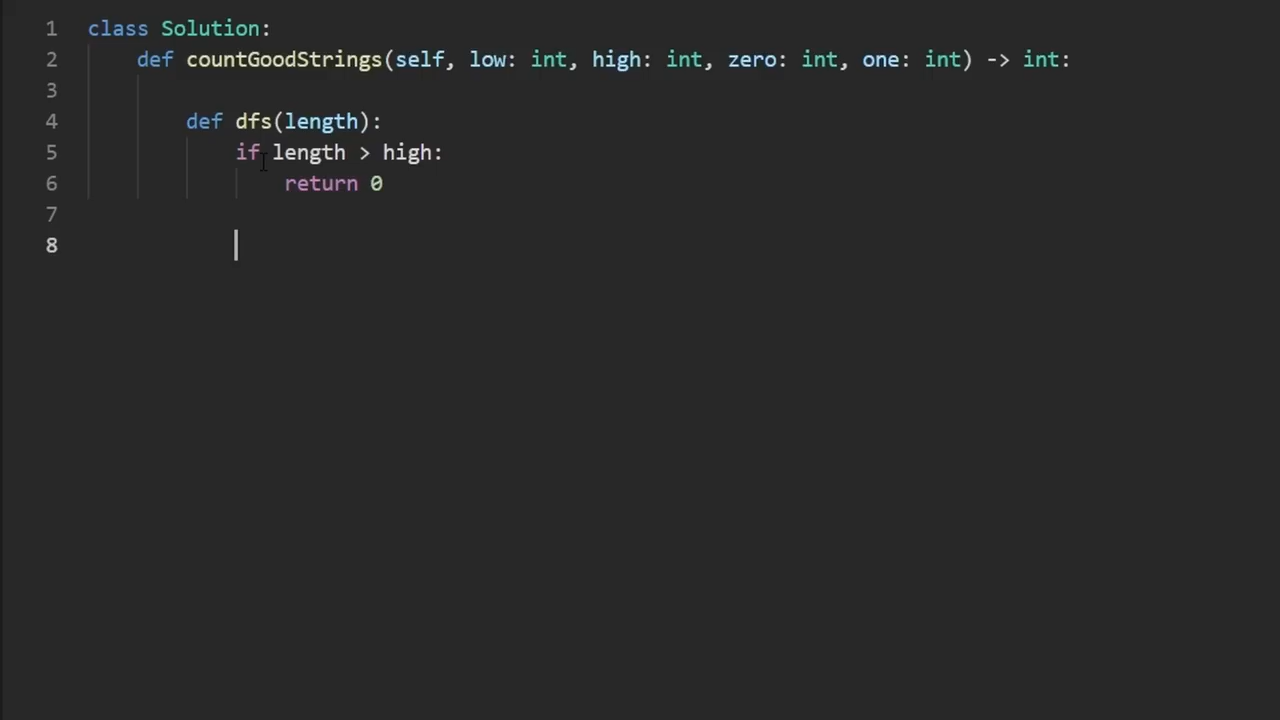 1 class Solution:
2     def countGoodStrings(self, low: int, high: int, zero: int, one: int) -> int:
3
4         def dfs(length):
5             if length > high:
6                 return 0
7
8